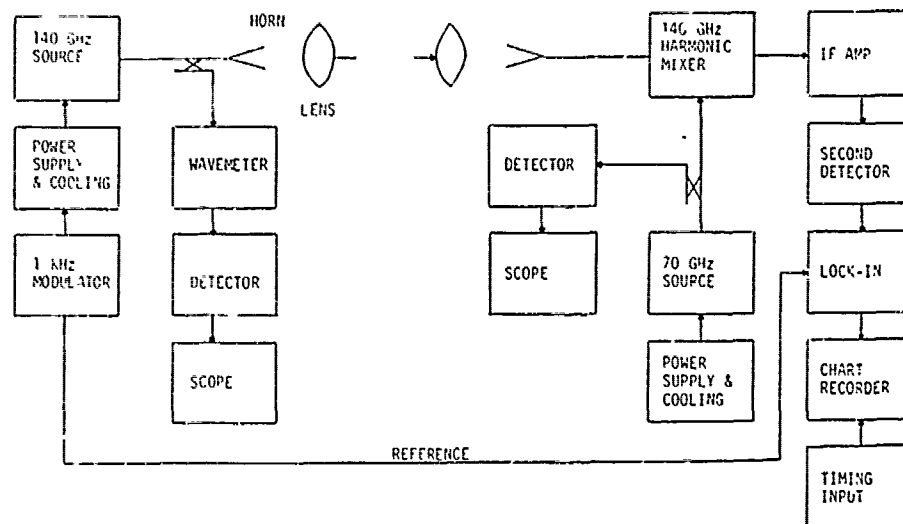 HORN
140 GHz
SOURCE
140 GHz
HARMONIC
MIXER
IF AMP
LENS
POWER
SUPPLY
& COOLING
WAVEMETER
DETECTOR
SECOND
DETECTOR
1 kHz
MODULATOR
DETECTOR
SCOPE
70 GHz
SOURCE
LOCK-IN
SCOPE
POWER
SUPPLY &
COOLING
CHART
RECORDER
REFERENCE
TIMING
INPUT